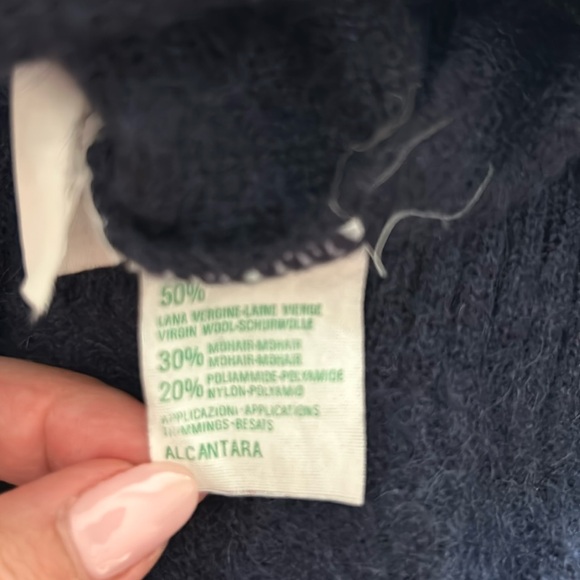 50%
LANA VERGINE-LAINE VIERGE
VIRGIN WOOL-SCHURWOLLE
30% MOHAIR-MOHAIR
MOHAIR-MOHAIR
20% POLIAMMIDE-POLYAMIDE
NYLON-POLYAMID
APPLICAZIONI-APPLICATIONS
TRIMMINGS-BESATS
ALCANTARA